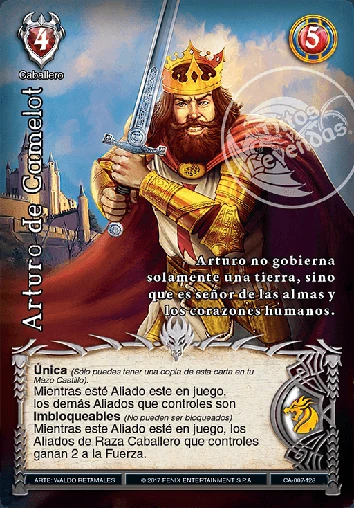 4
5
Caballero
Arturo de Camelot
Mitos
Leyendas
Arturo no gobierna
solamente una tierra, sino
que es señor de las almas y
los corazones humanos.
Única (Sólo puedes tener una copia de esta carta en tu
Mazo Castillo).
Mientras esté Aliado este en juego,
los demás Aliados que controles son
Imbloqueables (No pueden ser bloqueados)
Mientras este Aliado esté en juego, los
Aliados de Raza Caballero que controles
ganan 2 a la Fuerza.
ARTE: WALDO RETAMALES
© 2017 FENIX ENTERTAINMENT S.P.A.